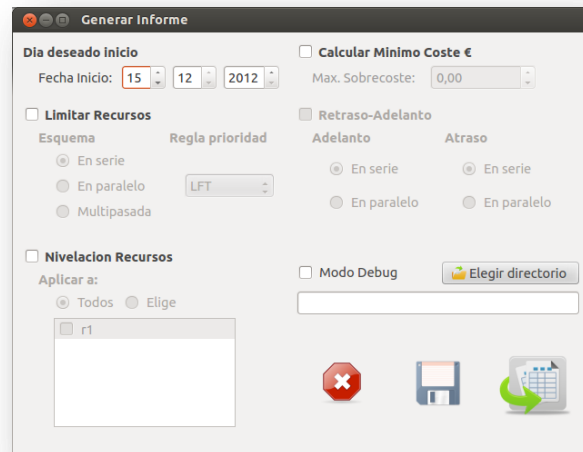 Generar Informe
Dia deseado inicio
Fecha Inicio: 15 12 2012
Limitar Recursos
Esquema Regla prioridad
En serie
En paralelo LFT
Multipasada
Nivelacion Recursos
Aplicar a:
Todos Elige
r1
Calcular Minimo Coste €
Max. Sobrecoste: 0,00
Retraso-Adelanto
Adelanto Atraso
En serie En serie
En paralelo En paralelo
Modo Debug Elegir directorio